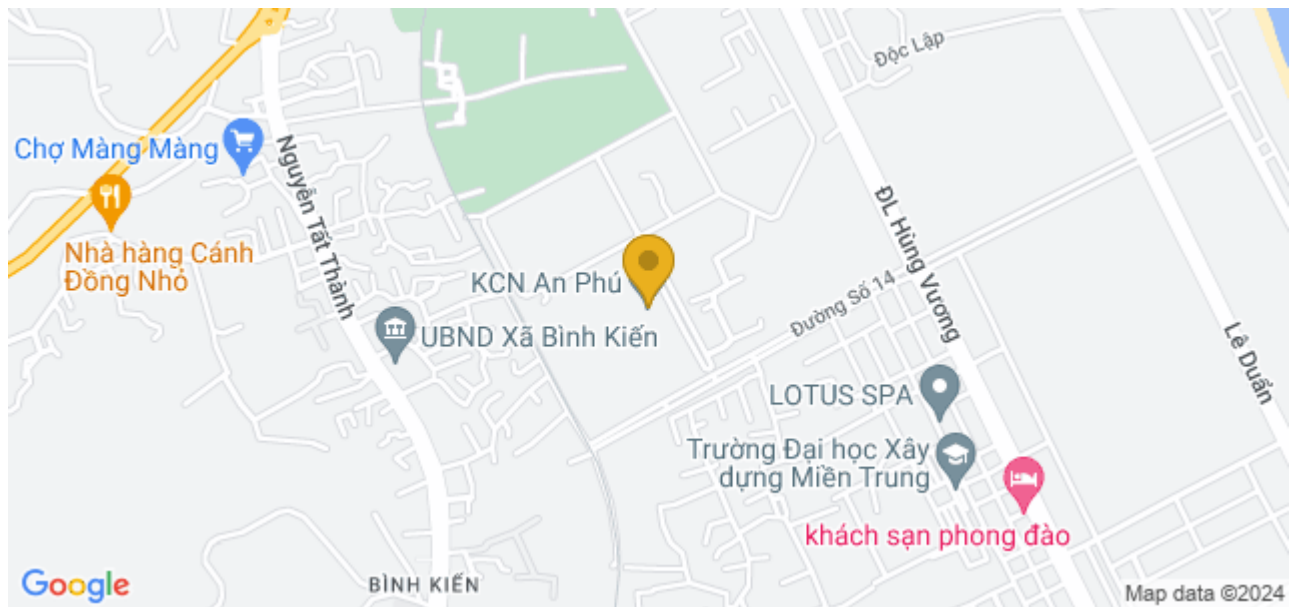 Độc Lập
Chợ Màng Màng
Nguyễn Tất Thành
ĐL Hùng Vương
Nhà hàng Cánh
Đồng Nhỏ
KCN An Phú
Đường Số 14
UBND Xã Bình Kiến
Lê Duẩn
LOTUS SPA
Trường Đại học Xây
dựng Miền Trung
khách sạn phong đào
Google
BÌNH KIẾN
Map data ©2024